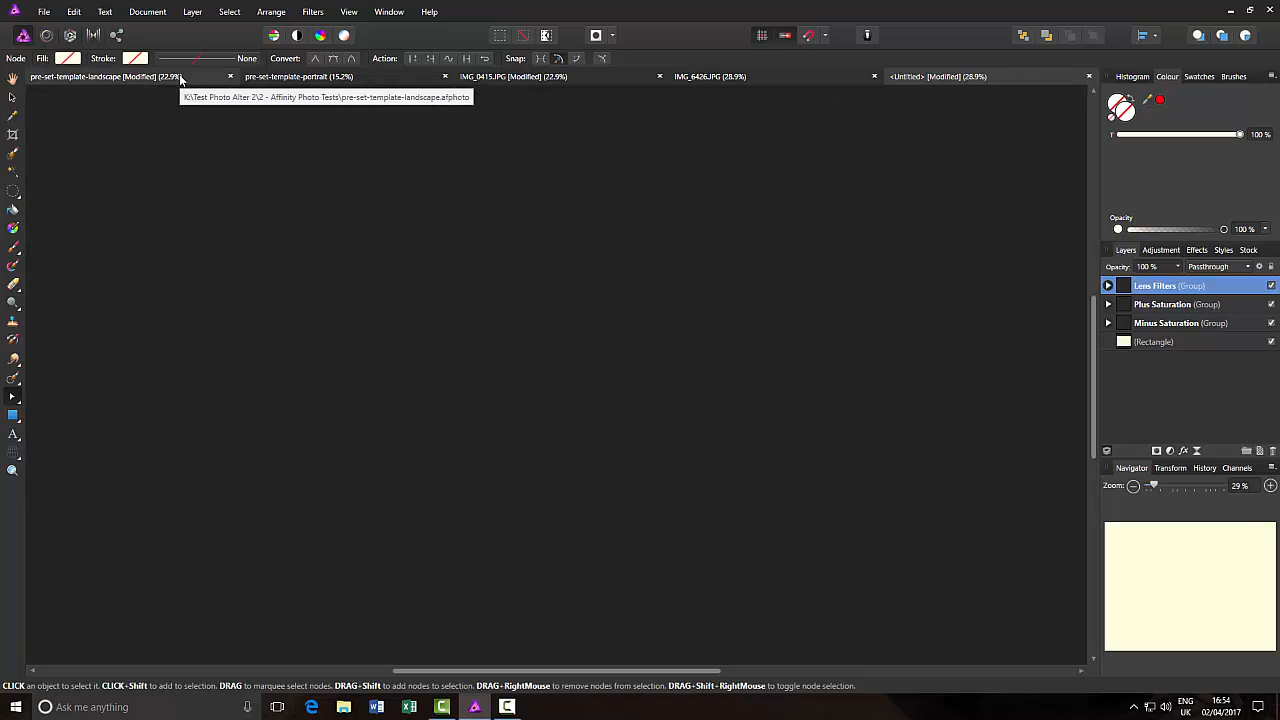 File Edit Text Document Layer Select Arrange Filters View Window Help
Node Fill: Stroke: None Convert: Action: Snap:
pre-set-template-landscape [Modified] (22.9%) pre-set-template-portrait (15.2%) IMG_0415.JPG [Modified] (22.9%) IMG_6426.JPG (28.9%) <Untitled> [Modified] (28.9%)
K:\Test Photo Alter 2\2 - Affinity Photo Tests\pre-set-template-landscape.afphoto
Histogram Colour Swatches Brushes
T 100 %
Opacity
100 %
Layers Adjustment Effects Styles Stock
Opacity: 100 % Passthrough
Lens Filters (Group)
Plus Saturation (Group)
Minus Saturation (Group)
(Rectangle)
Navigator Transform History Channels
Zoom: 29 %
CLICK an object to select it. CLICK+Shift to add to selection. DRAG to marquee select nodes. DRAG+Shift to add nodes to selection. DRAG+RightMouse to remove nodes from selection. DRAG+Shift+RightMouse to toggle node selection.
Ask me anything
ENG 16:54
UK 02/04/2017